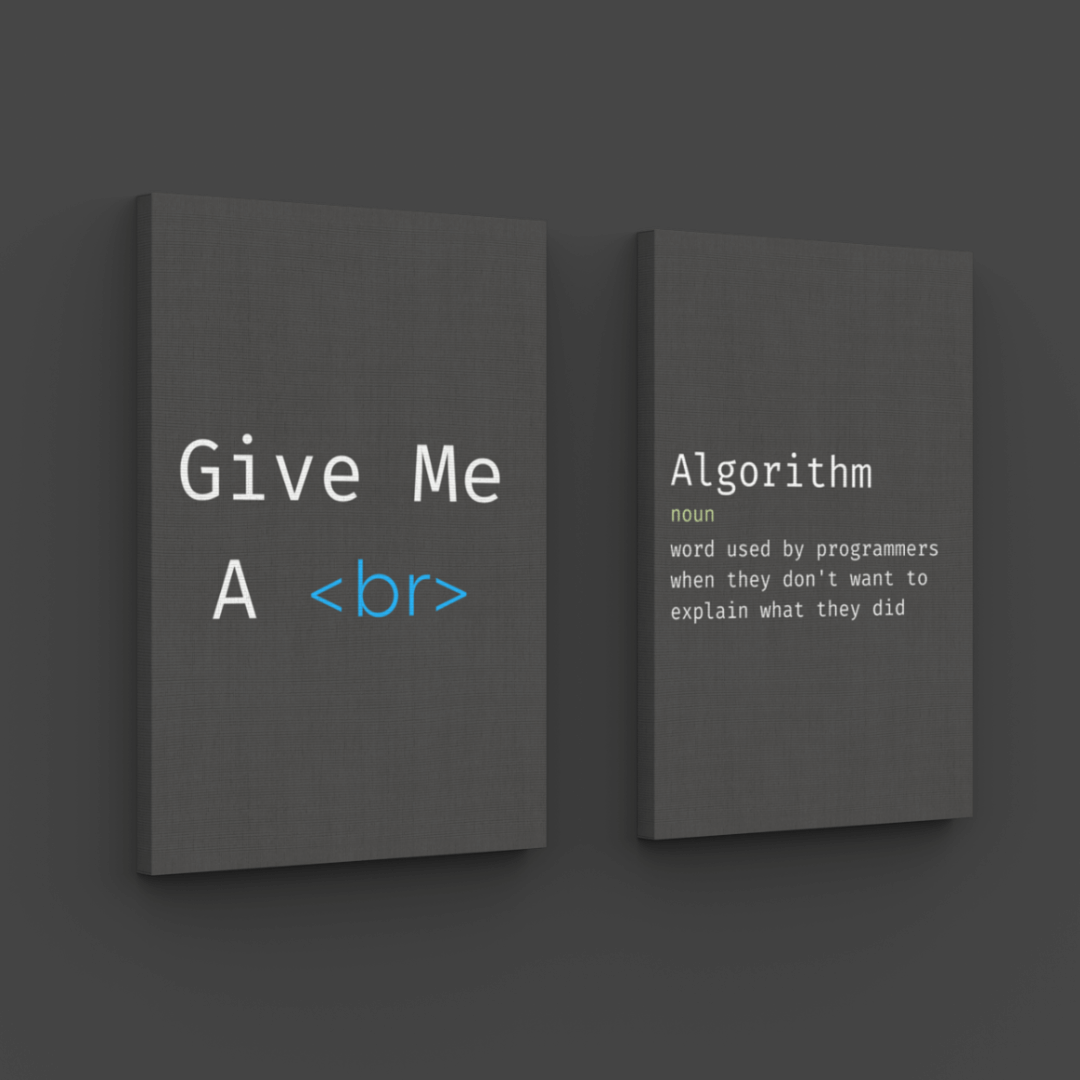 Give Me
A <br>
Algorithm
noun
word used by programmers
when they don't want to
explain what they did